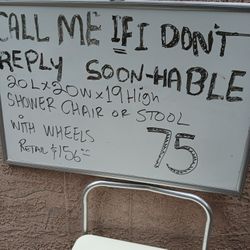 CALL ME IF I DON'T
REPLY SOON-HABLE
20L x 20W x 19 High
SHOWER CHAIR OR STOOL
WITH WHEELS
RETAIL $156=
75